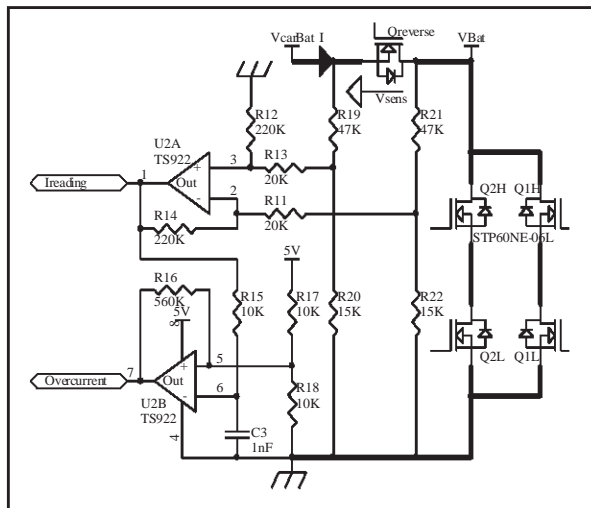 Qreverse
VcarBat I
VBat
Vsens
R12
220K
R19
47K
R21
47K
U2A
TS922
3
R13
20K
1
+
Ireading
Out
2
-
R11
20K
R14
220K
Q2H
Q1H
STP60NE-06L
5V
R16
560K
R15
10K
R17
10K
R20
15K
R22
15K
5V
8
5
+
7
Overcurrent
Out
6
-
R18
10K
Q2L
Q1L
U2B
TS922
4
C3
1nF